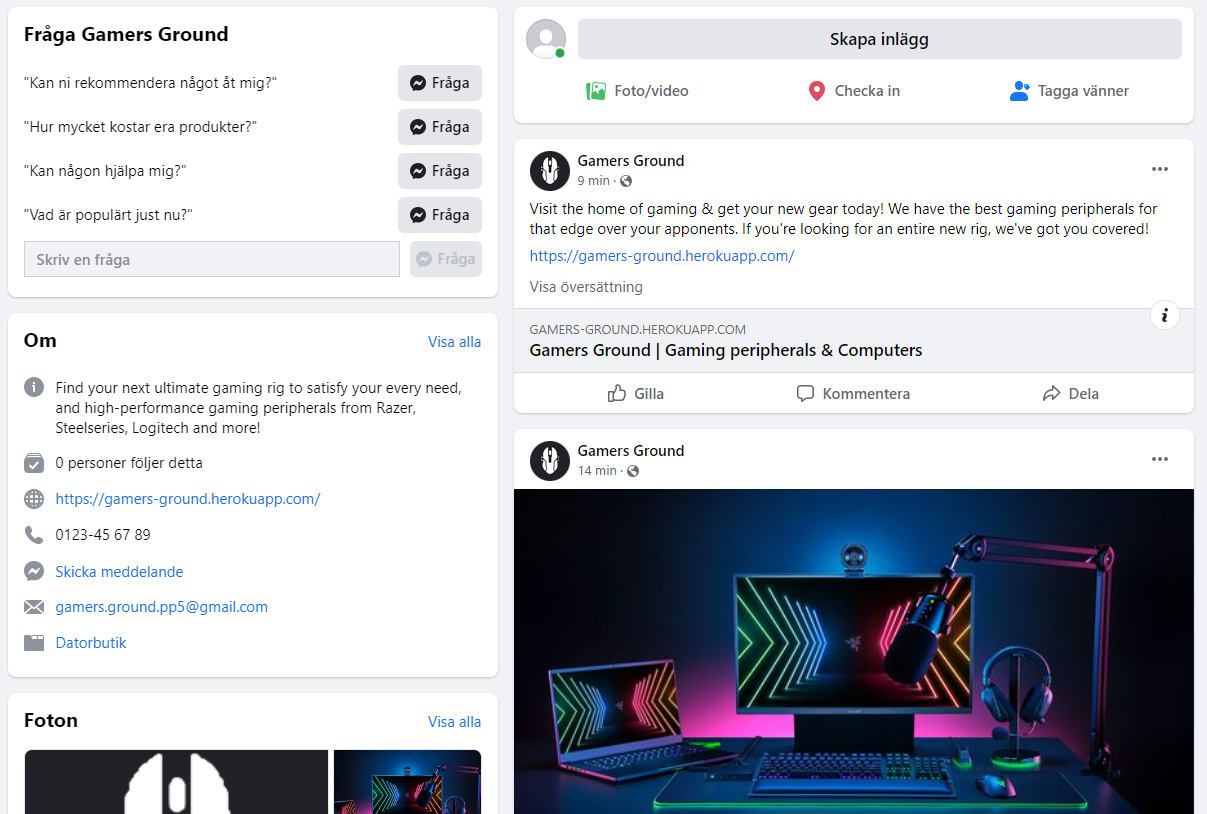 Fråga Gamers Ground
"Kan ni rekommendera något åt mig?"
Fråga
"Hur mycket kostar era produkter?"
Fråga
"Kan någon hjälpa mig?"
Fråga
"Vad är populärt just nu?"
Fråga
Skriv en fråga
Fråga
Om
Visa alla
Find your next ultimate gaming rig to satisfy your every need,
and high-performance gaming peripherals from Razer,
Steelseries, Logitech and more!
0 personer följer detta
https://gamers-ground.herokuapp.com/
0123-45 67 89
Skicka meddelande
gamers.ground.pp5@gmail.com
Datorbutik
Foton
Visa alla
Skapa inlägg
Foto/video
Checka in
Tagga vänner
Gamers Ground
9 min ·
Visit the home of gaming & get your new gear today! We have the best gaming peripherals for
that edge over your apponents. If you're looking for an entire new rig, we've got you covered!
https://gamers-ground.herokuapp.com/
Visa översättning
GAMERS-GROUND.HEROKUAPP.COM
Gamers Ground | Gaming peripherals & Computers
Gilla
Kommentera
Dela
Gamers Ground
14 min ·